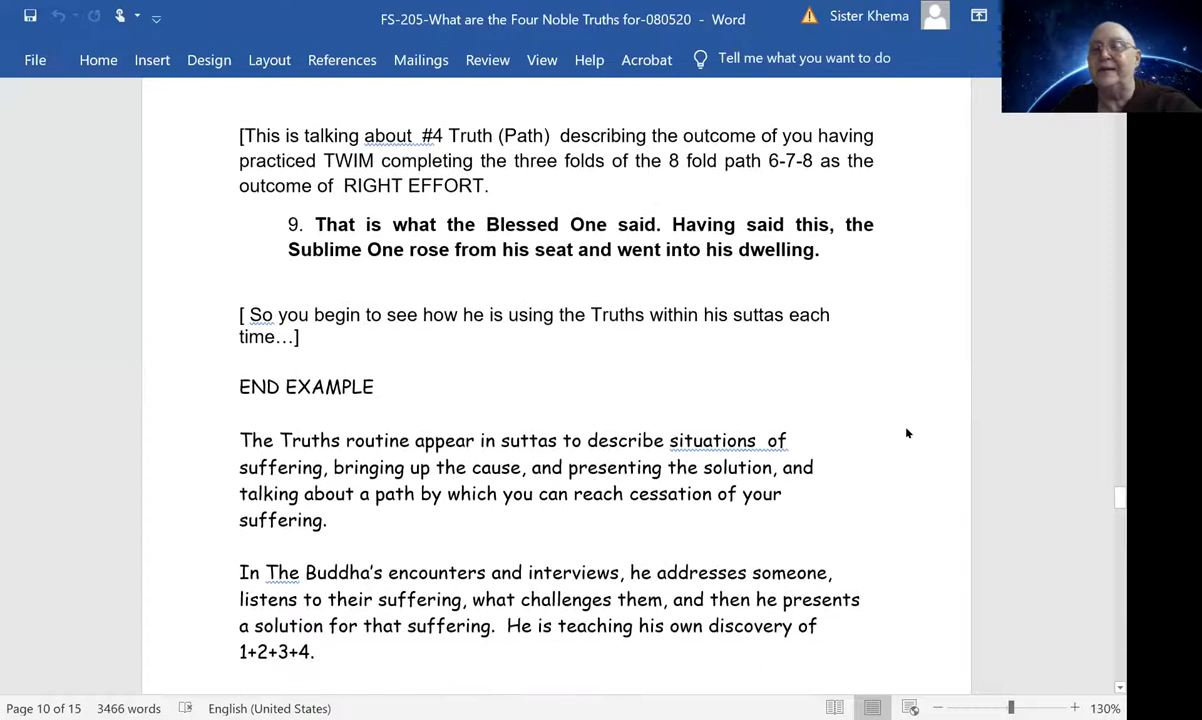 FS-205-What are the Four Noble Truths for-080520 - Word
Sister Khema
File Home Insert Design Layout References Mailings Review View Help Acrobat Tell me what you want to do
[This is talking about #4 Truth (Path) describing the outcome of you having
practiced TWIM completing the three folds of the 8 fold path 6-7-8 as the
outcome of RIGHT EFFORT.
9. That is what the Blessed One said. Having said this, the
Sublime One rose from his seat and went into his dwelling.
[ So you begin to see how he is using the Truths within his suttas each
time…]
END EXAMPLE
The Truths routine appear in suttas to describe situations of
suffering, bringing up the cause, and presenting the solution, and
talking about a path by which you can reach cessation of your
suffering.
In The Buddha's encounters and interviews, he addresses someone,
listens to their suffering, what challenges them, and then he presents
a solution for that suffering. He is teaching his own discovery of
1+2+3+4.
Page 10 of 15 3466 words English (United States) 130%